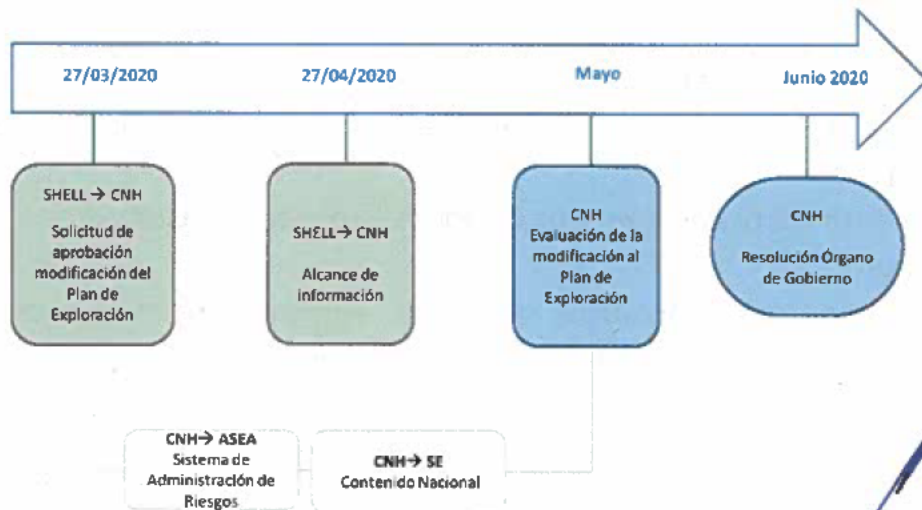 27/03/2020
27/04/2020
Mayo
Junio 2020
SHELL → CNH
Solicitud de
aprobación
modificación del
Plan de
Exploración
SHELL → CNH
Alcance de
información
CNH
Evaluación de la
modificación al
Plan de
Exploración
CNH
Resolución Órgano
de Gobierno
CNH → ASEA
Sistema de
Administración de
Riesgos
CNH → SE
Contenido Nacional